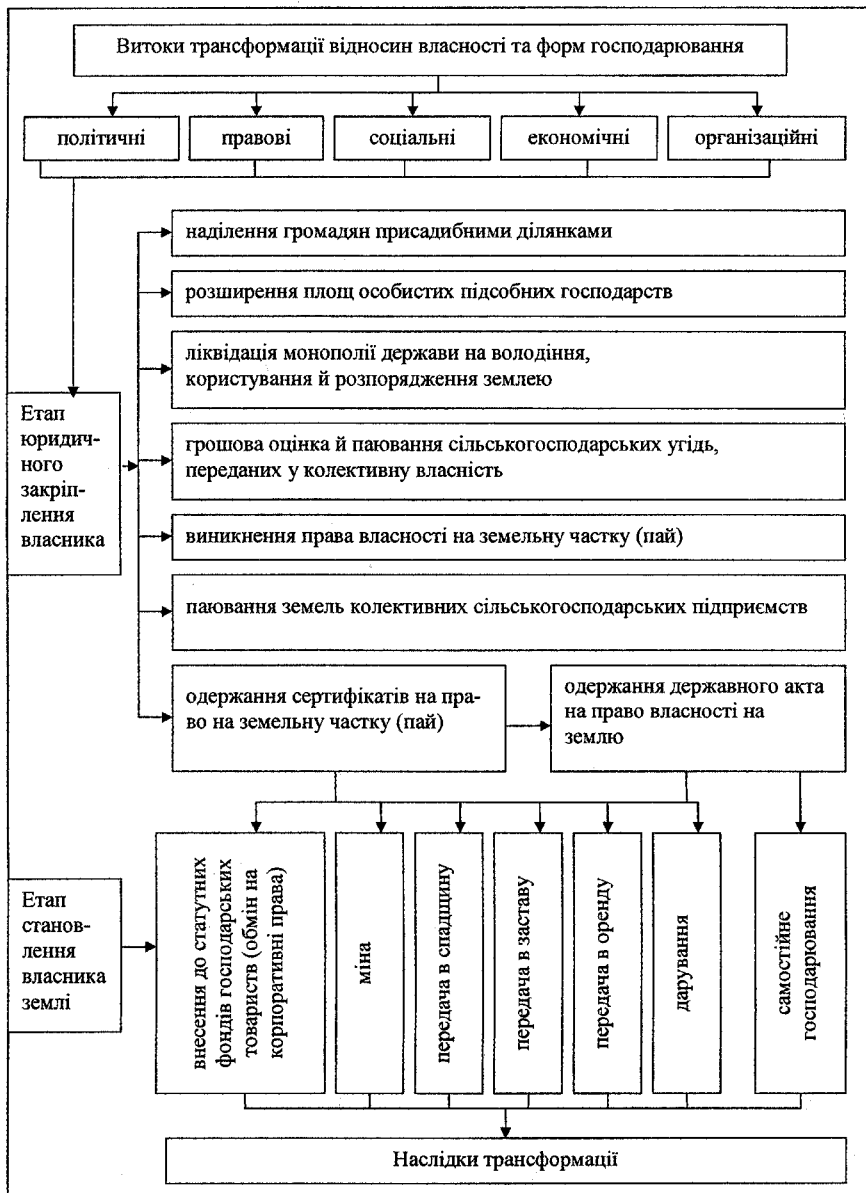 Витоки трансформації відносин власності та форм господарювання
політичні
правові
соціальні
економічні
організаційні
наділення громадян присадибними ділянками
розширення площ особистих підсобних господарств
ліквідація монополії держави на володіння,
користування й розпорядження землею
Етап
юридич-
ного
закріп-
лення
власника
грошова оцінка й паювання сільськогосподарських угідь,
переданих у колективну власність
виникнення права власності на земельну частку (пай)
паювання земель колективних сільськогосподарських підприємств
одержання сертифікатів на пра-
во на земельну частку (пай)
одержання державного акта
на право власності на
землю
Етап
станов-
лення
власника
землі
внесення до статутних
фондів господарських
товариств (обмін на
корпоративні права)
міна
передача в спадщину
передача в заставу
передача в оренду
дарування
самостійне
господарювання
Наслідки трансформації